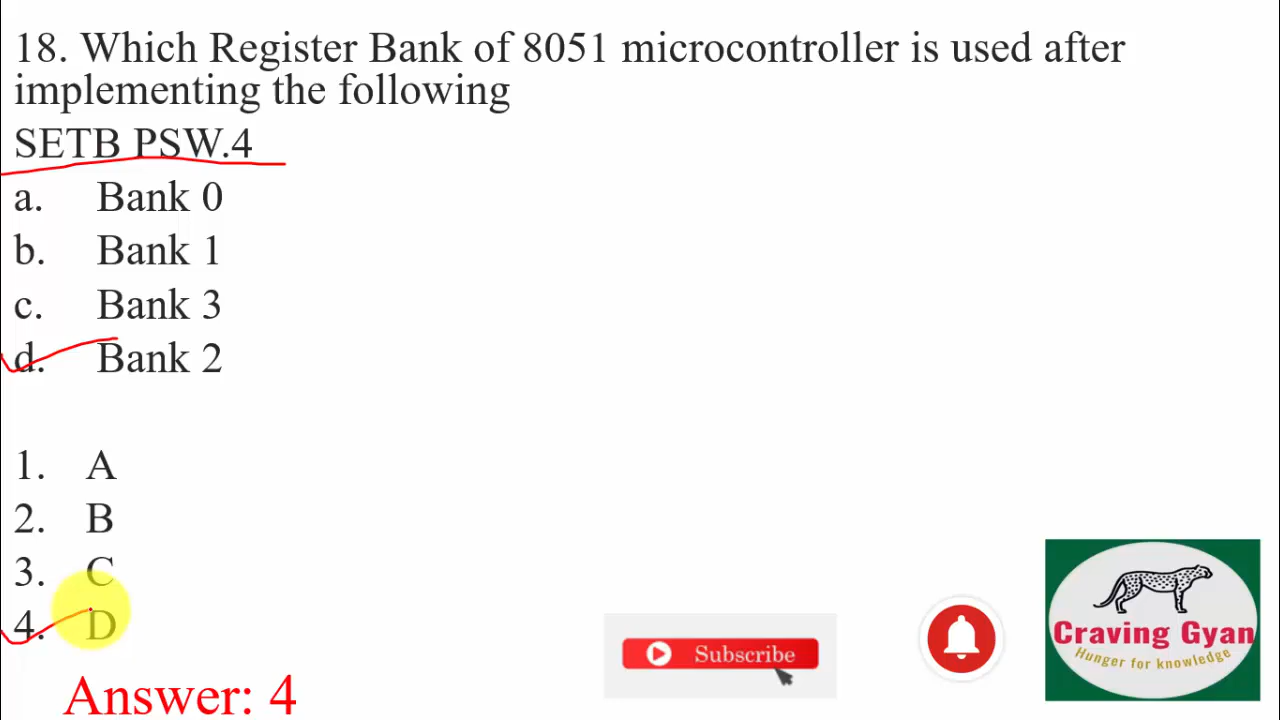 18. Which Register Bank of 8051 microcontroller is used after
implementing the following
SETB PSW.4
a. Bank 0
b. Bank 1
c. Bank 3
d. Bank 2
1. A
2. B
3. C
4. D
Answer: 4
Subscribe
Craving Gyan
Hunger for knowledge